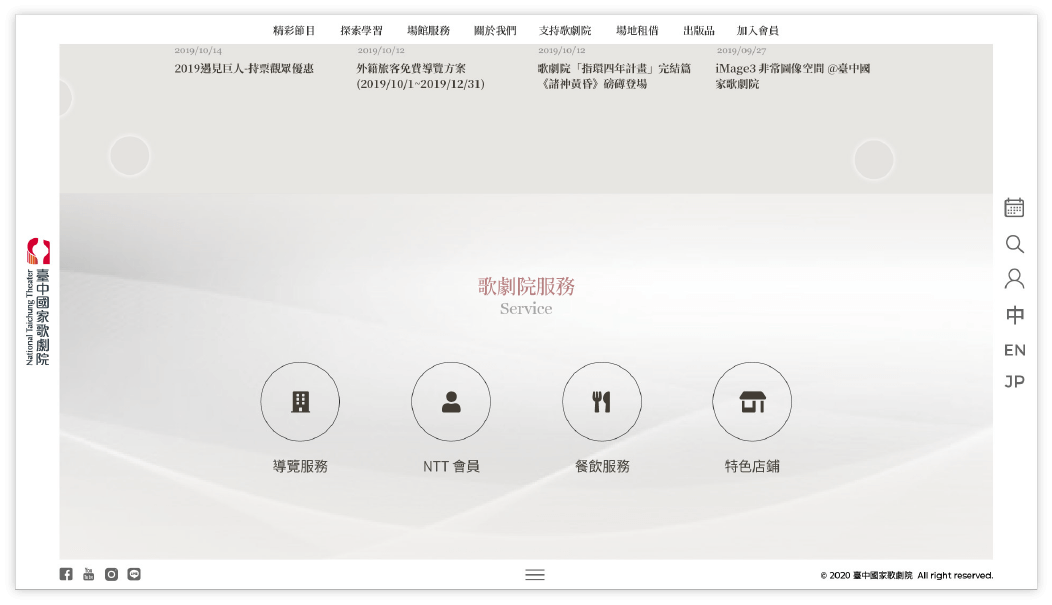 精彩節目 探索學習 場館服務 關於我們 支持歌劇院 場地租借 出版品 加入會員
2019/10/14
2019遇見巨人-持票觀眾優惠
2019/10/12
外籍旅客免費導覽方案
(2019/10/1~2019/12/31)
2019/10/12
歌劇院「指環四年計畫」完結篇
《諸神黃昏》磅礡登場
2019/09/27
iMage3 非常圖像空間 @臺中國
家歌劇院
臺中國家歌劇院
National Taichung Theater
歌劇院服務
Service
導覽服務
NTT 會員
餐飲服務
特色店鋪
中
EN
JP
You
Tube
LINE
© 2020 臺中國家歌劇院 All right reserved.